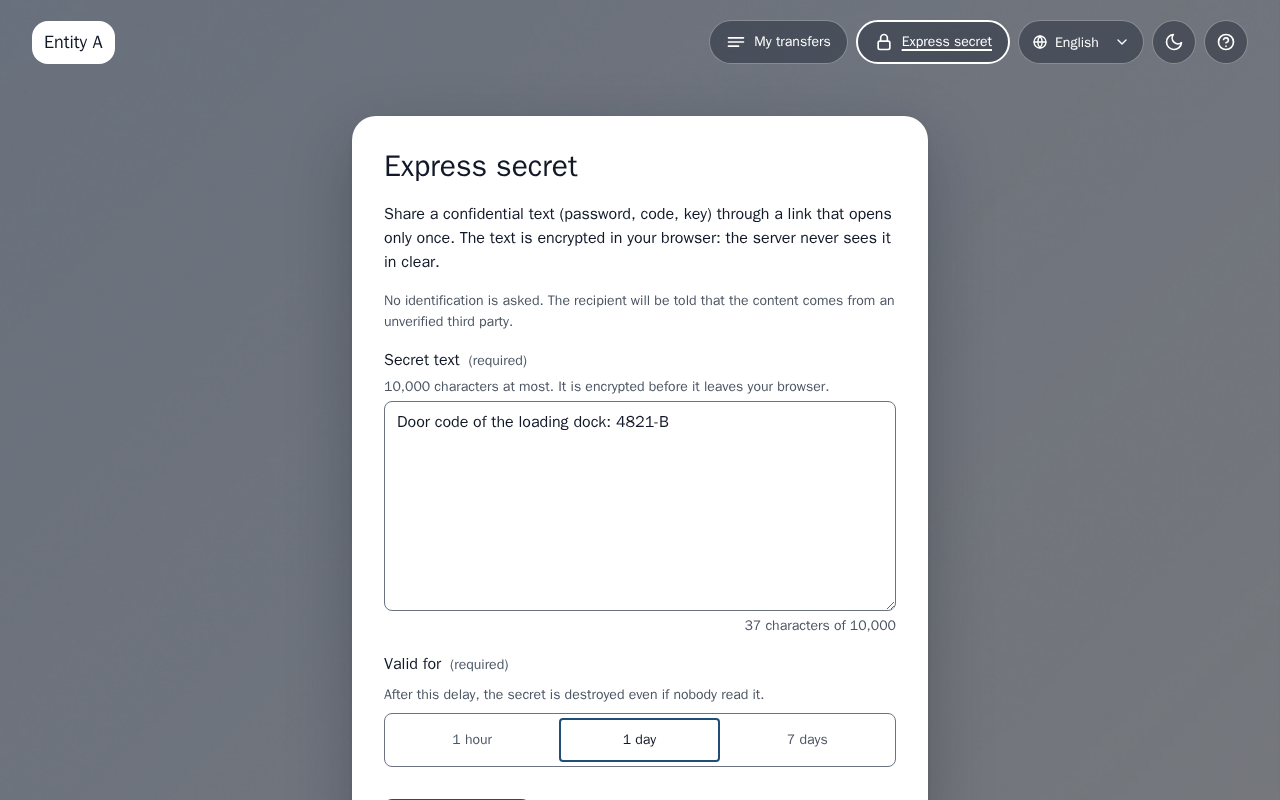 Entity A
My transfers
Express secret
English
Express secret
Share a confidential text (password, code, key) through a link that opens
only once. The text is encrypted in your browser: the server never sees it
in clear.
No identification is asked. The recipient will be told that the content comes from an
unverified third party.
Secret text (required)
10,000 characters at most. It is encrypted before it leaves your browser.
Door code of the loading dock: 4821-B
37 characters of 10,000
Valid for (required)
After this delay, the secret is destroyed even if nobody read it.
1 hour
1 day
7 days